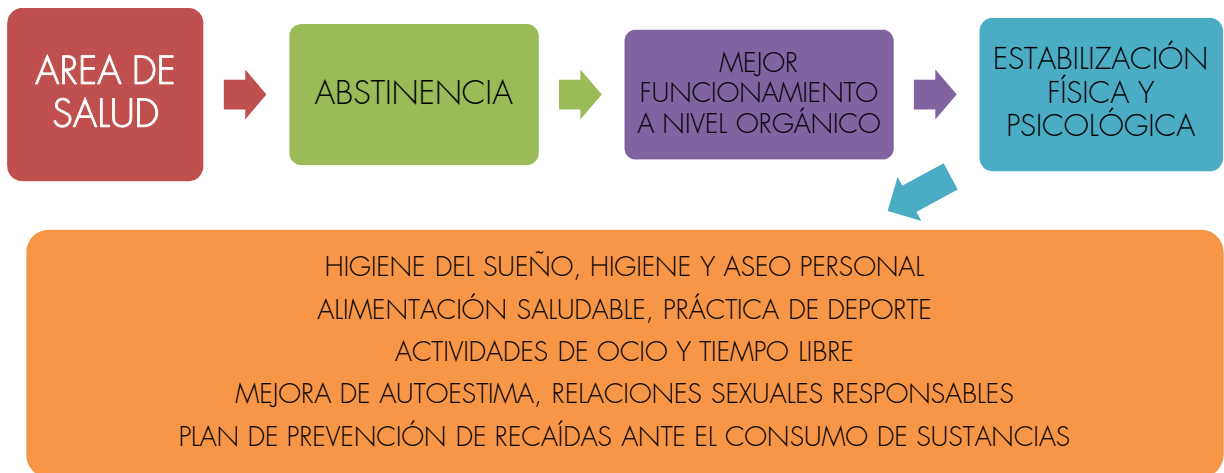 AREA DE
SALUD
ABSTINENCIA
MEJOR
FUNCIONAMIENTO
A NIVEL ORGÁNICO
ESTABILIZACIÓN
FÍSICA Y
PSICOLÓGICA
HIGIENE DEL SUEÑO, HIGIENE Y ASEO PERSONAL
ALIMENTACIÓN SALUDABLE, PRÁCTICA DE DEPORTE
ACTIVIDADES DE OCIO Y TIEMPO LIBRE
MEJORA DE AUTOESTIMA, RELACIONES SEXUALES RESPONSABLES
PLAN DE PREVENCIÓN DE RECAÍDAS ANTE EL CONSUMO DE SUSTANCIAS